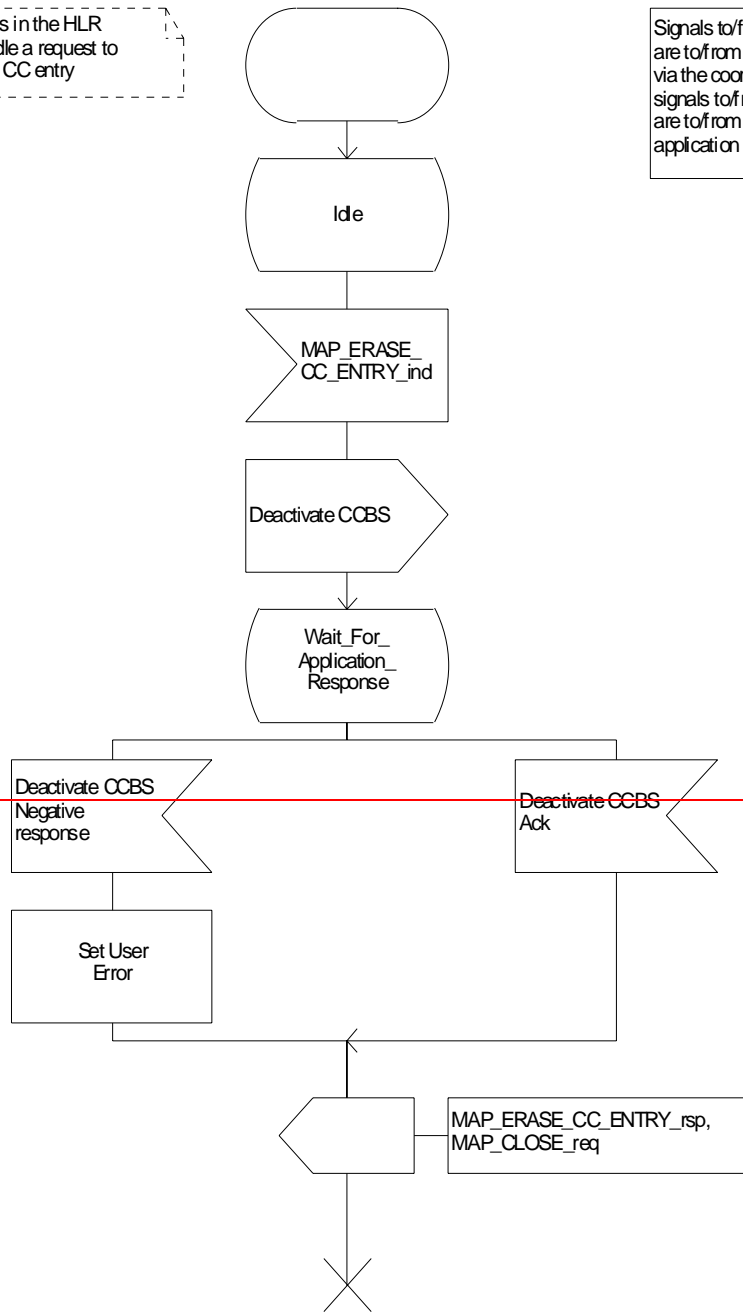 s in the HLR
dle a request to
CC entry
Signals to/f
are to/from
via the coor
signals to/fr
are to/from
application
Idle
MAP_ERASE_
CC_ENTRY_ind
Deactivate CCBS
Wait_For_
Application_
Response
Deactivate CCBS
Negative
response
Deactivate CCBS
Ack
Set User
Error
MAP_ERASE_CC_ENTRY_rsp,
MAP_CLOSE_req